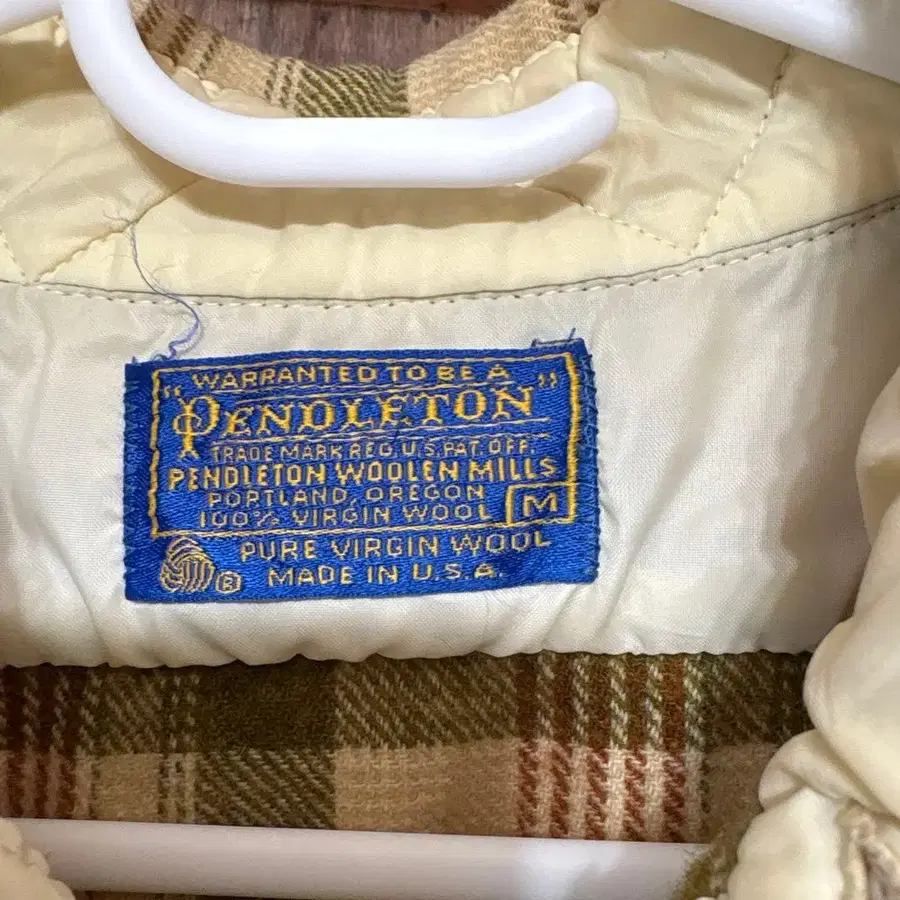 WARRANTED TO BE A
"PENDLETON"
TRADE MARK REG. U.S. PAT. OFF.
PENDLETON WOOLEN MILLS
PORTLAND, OREGON
100% VIRGIN WOOL M
PURE VIRGIN WOOL
® MADE IN U.S.A.